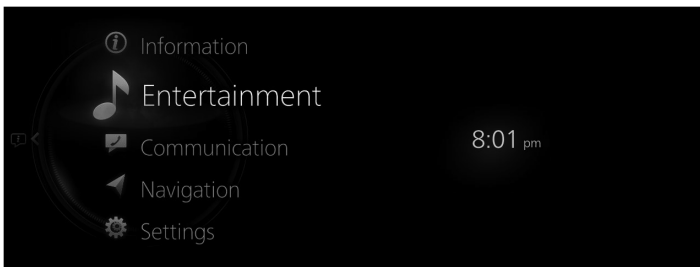 Information
Entertainment
Communication
8:01 pm
Navigation
Settings